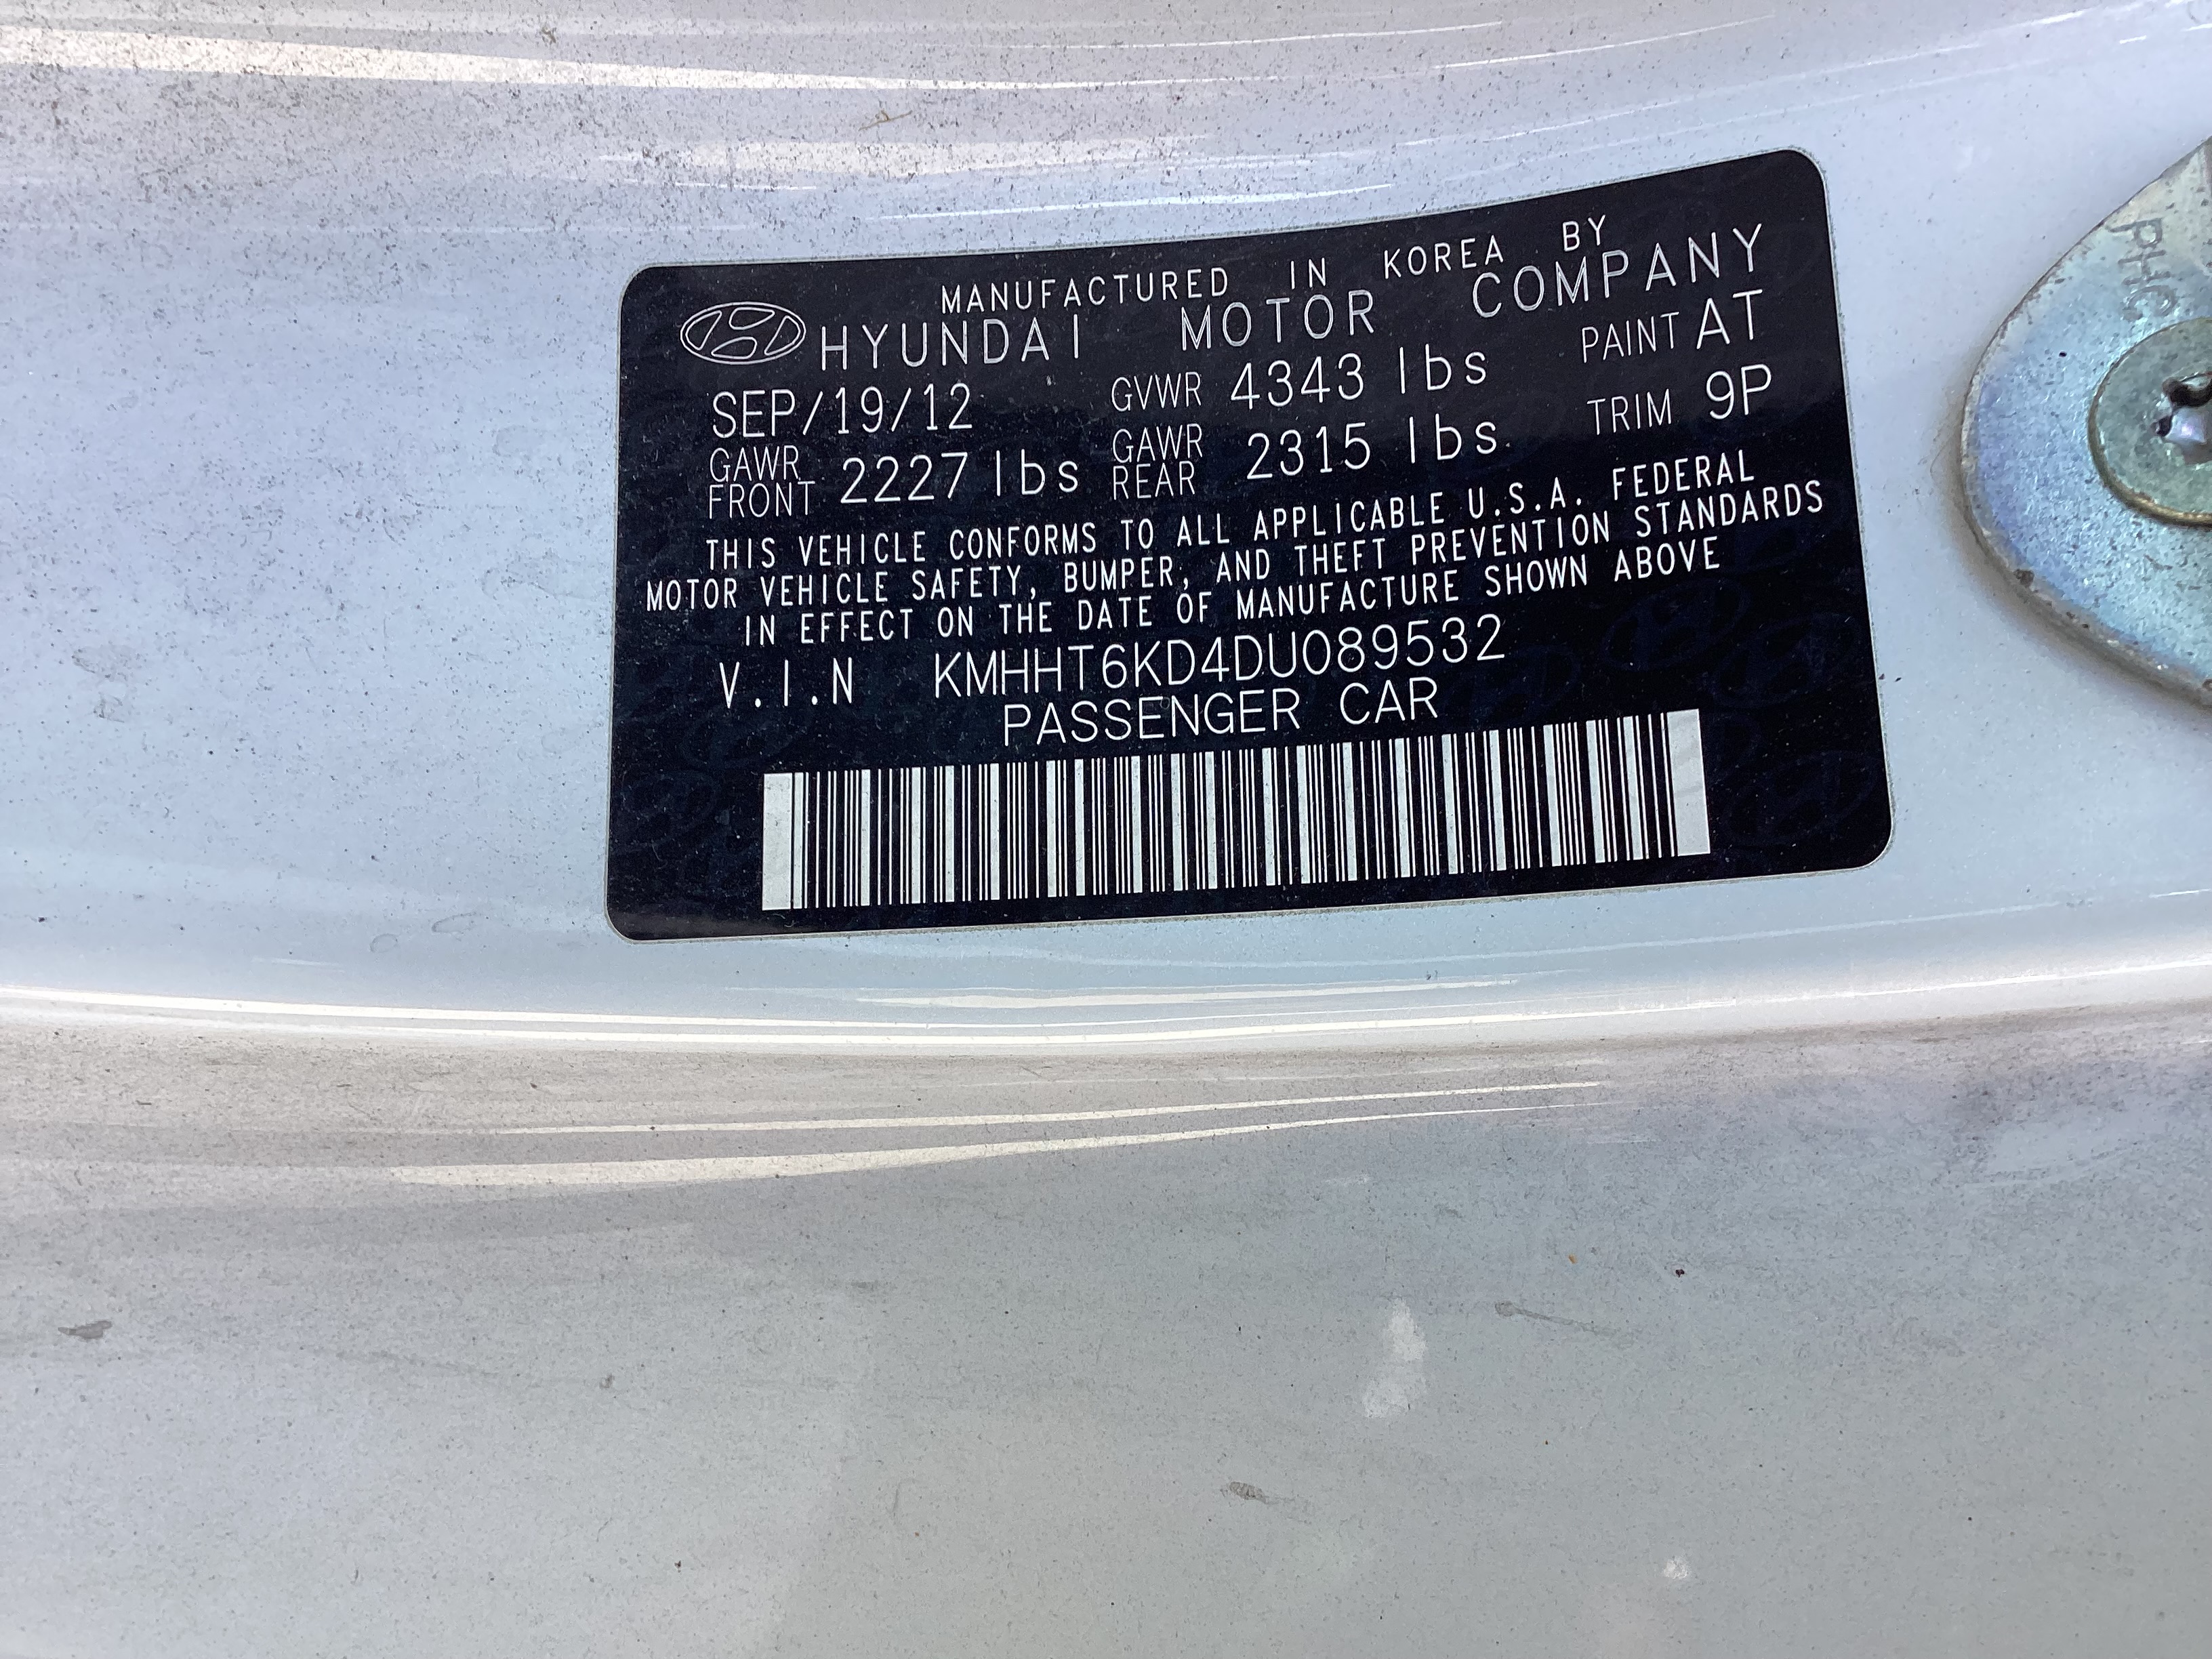 MANUFACTURED IN KOREA BY
HYUNDAI MOTOR COMPANY
SEP/19/12 GVWR 4343 lbs PAINT AT
GAWR FRONT 2227 lbs GAWR REAR 2315 lbs. TRIM 9P
THIS VEHICLE CONFORMS TO ALL APPLICABLE U.S.A. FEDERAL
MOTOR VEHICLE SAFETY, BUMPER, AND THEFT PREVENTION STANDARDS
IN EFFECT ON THE DATE OF MANUFACTURE SHOWN ABOVE
V.I.N KMHHT6KD4DU089532
PASSENGER CAR
PHC